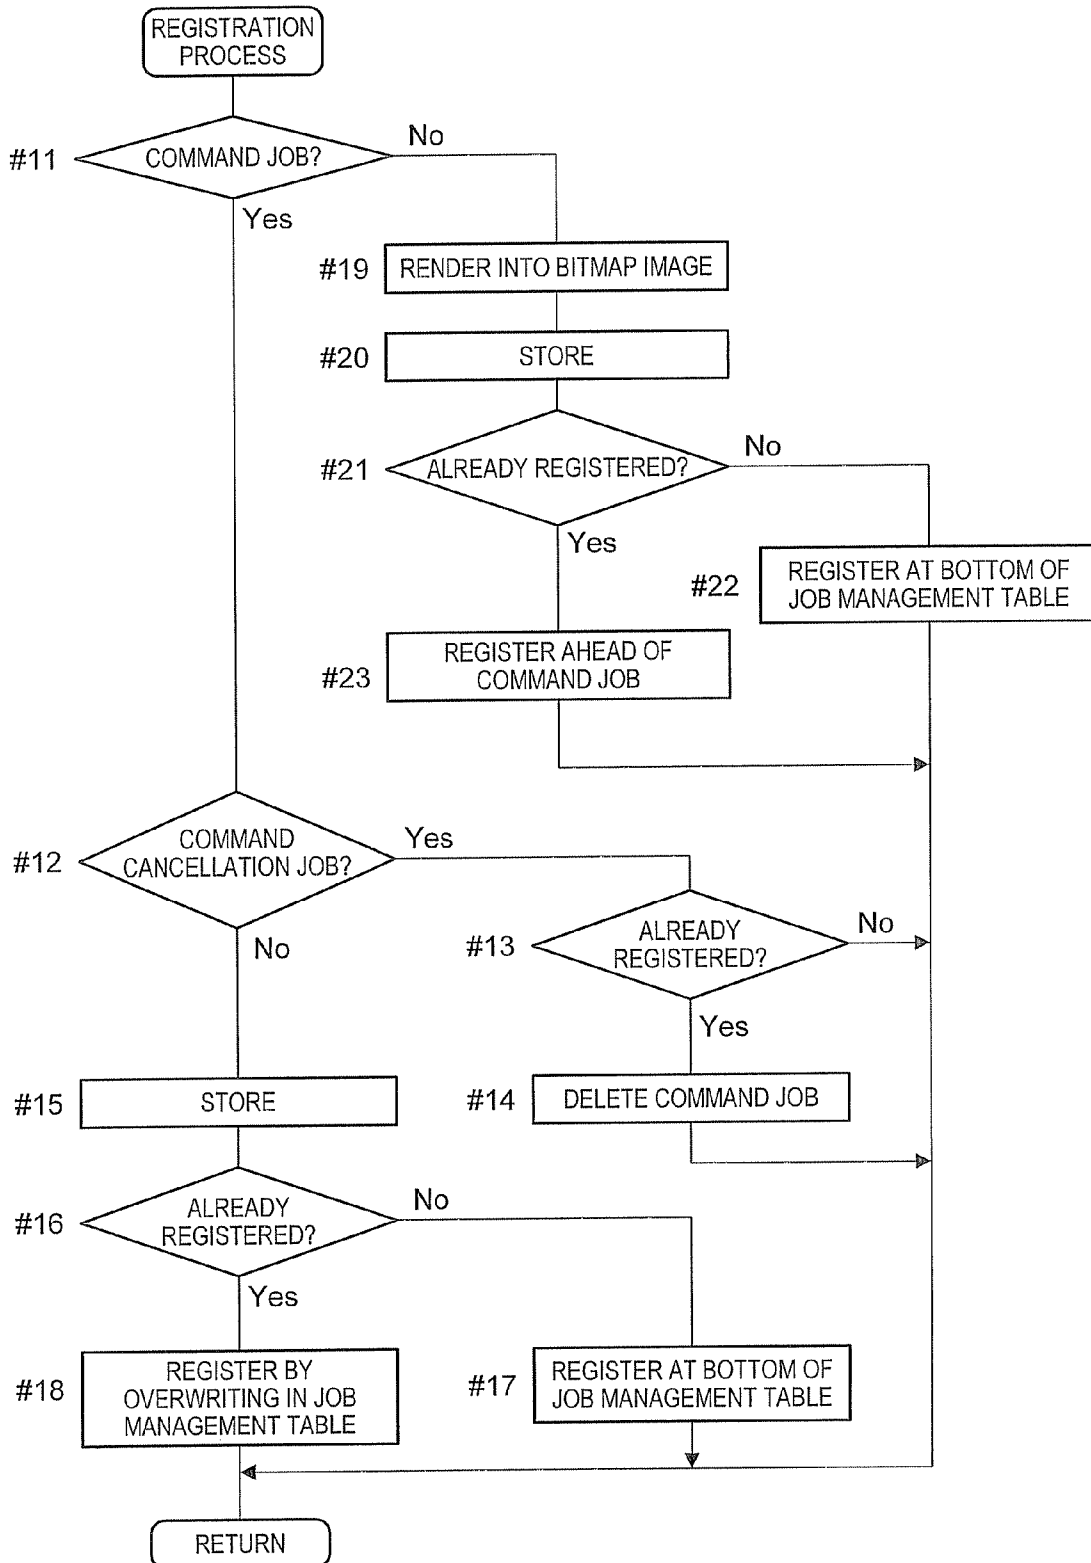 REGISTRATION
PROCESS
#11
COMMAND JOB?
No
Yes
#19
RENDER INTO BITMAP IMAGE
#20
STORE
#21
ALREADY REGISTERED?
No
Yes
#22
REGISTER AT BOTTOM OF
JOB MANAGEMENT TABLE
#23
REGISTER AHEAD OF
COMMAND JOB
#12
COMMAND
CANCELLATION JOB?
Yes
No
#13
ALREADY
REGISTERED?
No
Yes
#14
DELETE COMMAND JOB
#15
STORE
#16
ALREADY
REGISTERED?
No
Yes
#18
REGISTER BY
OVERWRITING IN JOB
MANAGEMENT TABLE
#17
REGISTER AT BOTTOM OF
JOB MANAGEMENT TABLE
RETURN